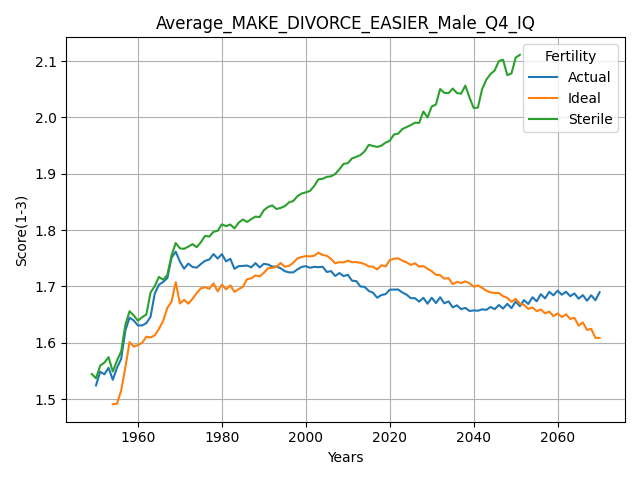 Average_MAKE_DIVORCE_EASIER_Male_Q4_IQ
Fertility
Actual
Ideal
Sterile
Score(1-3)
2.1
2.0
1.9
1.8
1.7
1.6
1.5
1960 1980 2000 2020 2040 2060
Years